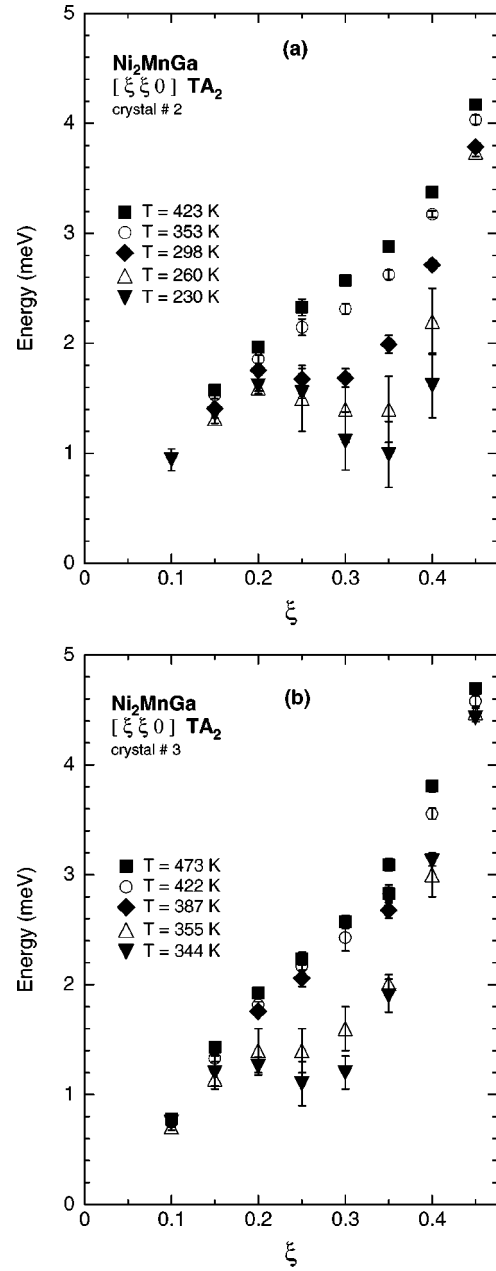 5
(a)
Ni₂MnGa
[ξξ0] TA₂
crystal # 2
4
T = 423 K
T = 353 K
T = 298 K
T = 260 K
T = 230 K
3
Energy (meV)
2
1
0
0 0.1 0.2 0.3 0.4
ξ
5
(b)
Ni₂MnGa
[ξξ0] TA₂
crystal # 3
4
T = 473 K
T = 422 K
T = 387 K
T = 355 K
T = 344 K
3
Energy (meV)
2
1
0
0 0.1 0.2 0.3 0.4
ξ